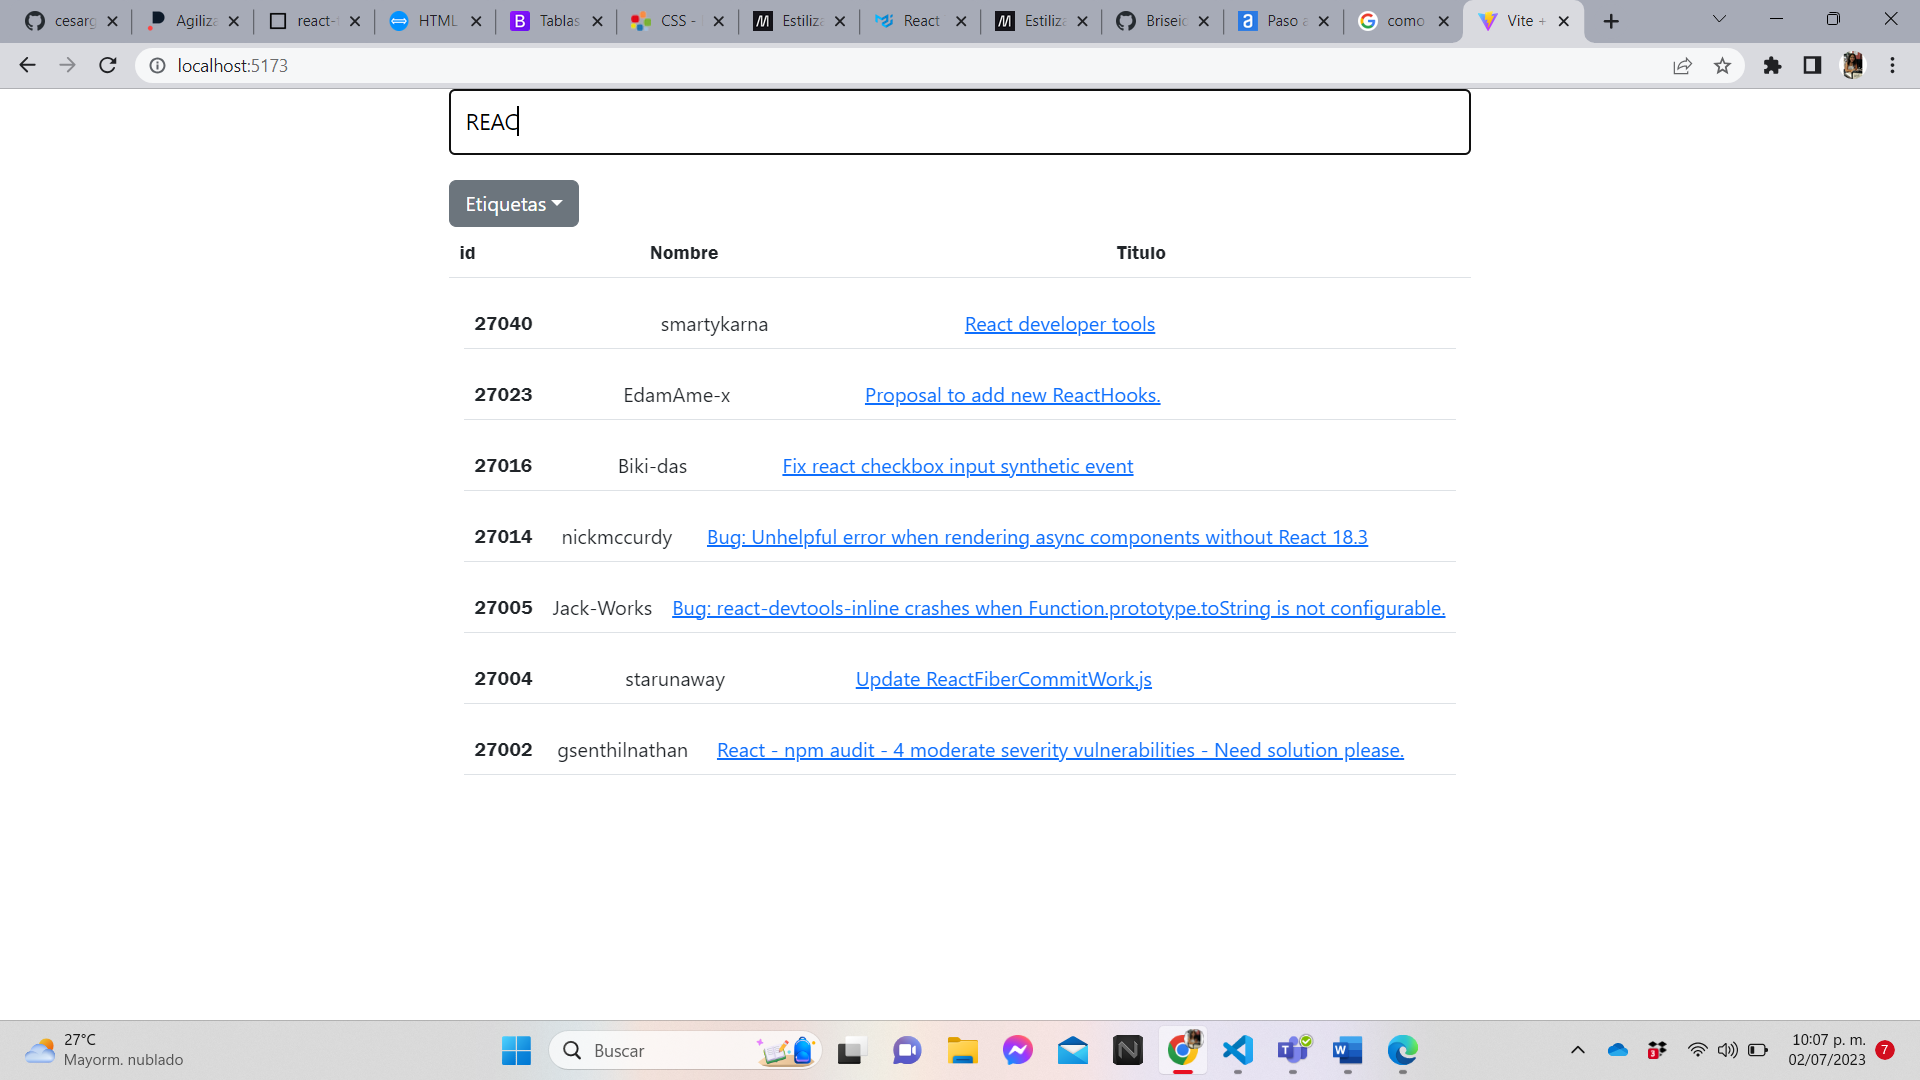 cesarg Agiliza react- HTML Tablas CSS - Estiliza React Estiliza Briseic Paso a como Vite +
localhost:5173
REAC
Etiquetas
id Nombre Titulo
27040 smartykarna React developer tools
27023 EdamAme-x Proposal to add new ReactHooks.
27016 Biki-das Fix react checkbox input synthetic event
27014 nickmccurdy Bug: Unhelpful error when rendering async components without React 18.3
27005 Jack-Works Bug: react-devtools-inline crashes when Function.prototype.toString is not configurable.
27004 starunaway Update ReactFiberCommitWork.js
27002 gsenthilnathan React - npm audit - 4 moderate severity vulnerabilities - Need solution please.
27°C
Mayorm. nublado
Buscar
10:07 p. m.
02/07/2023
7
3